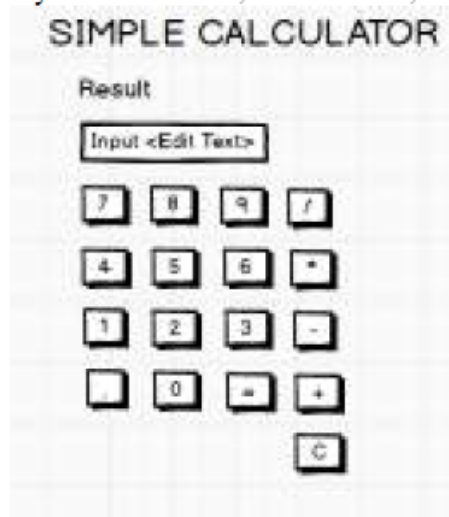 SIMPLE CALCULATOR
Result
Input <Edit Text>
7 8 9 /
4 5 6 *
1 2 3 -
. 0 = +
C